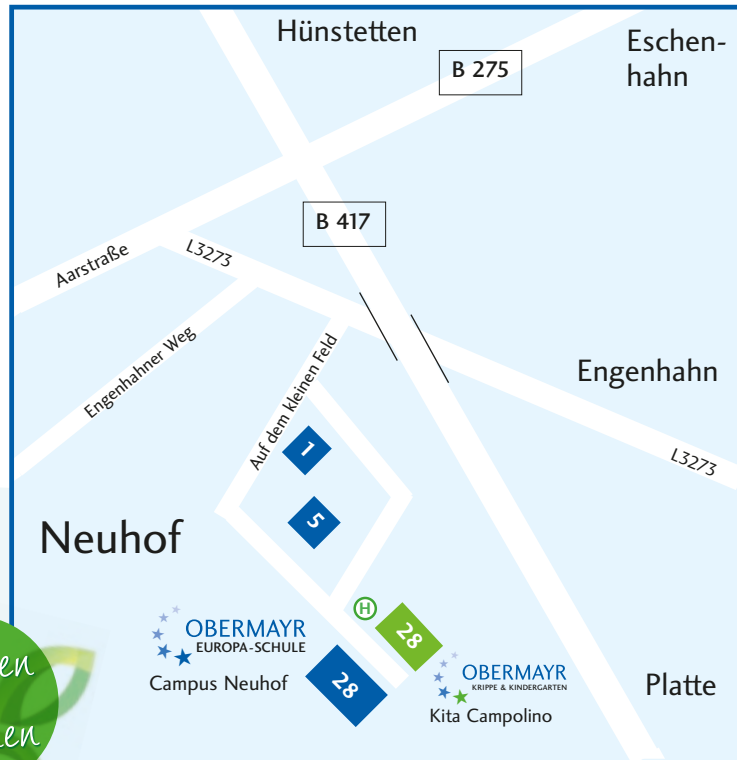 Hünstetten
Eschen-
hahn
B 275
B 417
Aarstraße
L3273
Engenhahner Weg
Auf dem kleinen Feld
Engenhahn
L3273
1
5
Neuhof
H
28
OBERMAYR
EUROPA-SCHULE
Campus Neuhof
28
OBERMAYR
KRIPPE & KINDERGARTEN
Kita Campolino
Platte